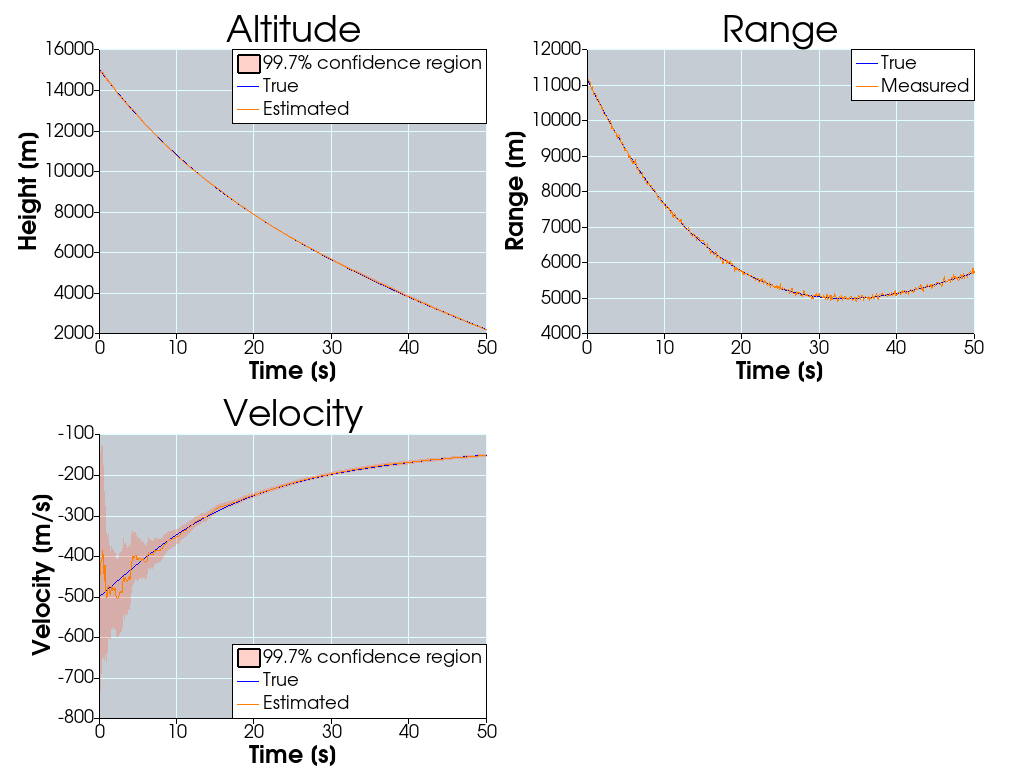 Altitude
16000
14000
12000
10000
8000
6000
4000
2000
Height (m)
99.7% confidence region
True
Estimated
0
10
20
30
40
50
Time (s)
Range
12000
11000
10000
9000
8000
7000
6000
5000
4000
Range (m)
True
Measured
0
10
20
30
40
50
Time (s)
Velocity
-100
-200
-300
-400
-500
-600
-700
-800
Velocity (m/s)
99.7% confidence region
True
Estimated
0
10
20
30
40
50
Time (s)